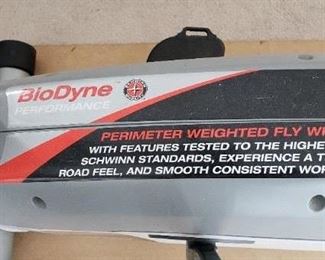 BioDyne
PERFORMANCE
PERIMETER WEIGHTED FLY
WITH FEATURES TESTED TO THE
SCHWINN STANDARDS, EXPERIENCE A
ROAD FEEL, AND SMOOTH CONSISTENT